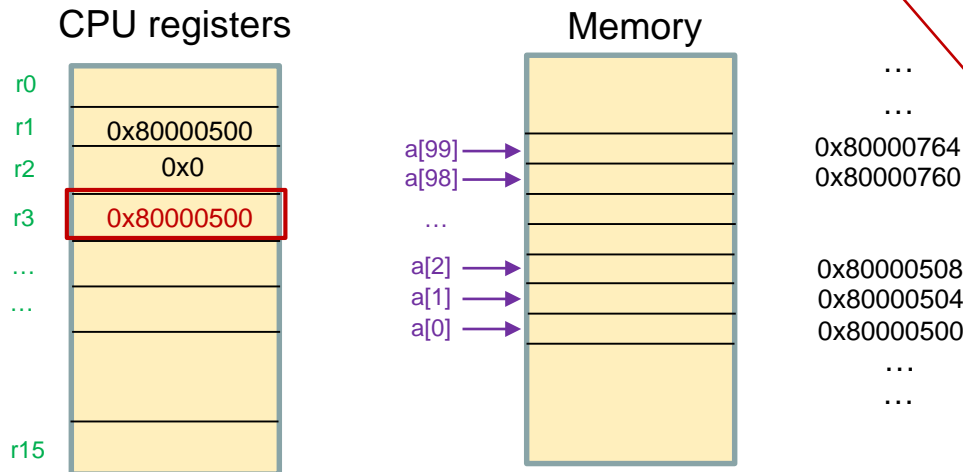 CPU registers
r0
r1 0x80000500
r2 0x0
r3 0x80000500
…
…
r15
Memory
…
…
a[99] 0x80000764
a[98] 0x80000760
…
a[2] 0x80000508
a[1] 0x80000504
a[0] 0x80000500
…
…